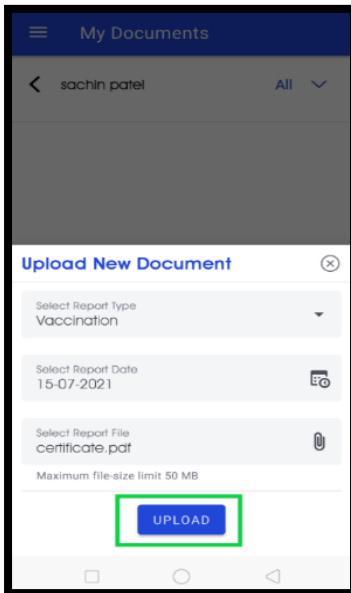 My Documents
sachin patel All
Upload New Document
Select Report Type
Vaccination
Select Report Date
15-07-2021
Select Report File
certificate.pdf
Maximum file-size limit 50 MB
UPLOAD